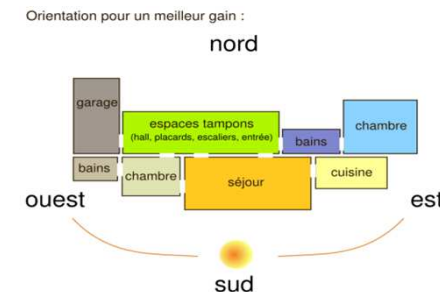 Orientation pour un meilleur gain :
nord
garage
espaces tampons
(hall, placards, escaliers, entrée)
chambre
bains
bains
chambre
séjour
cuisine
ouest
est
sud